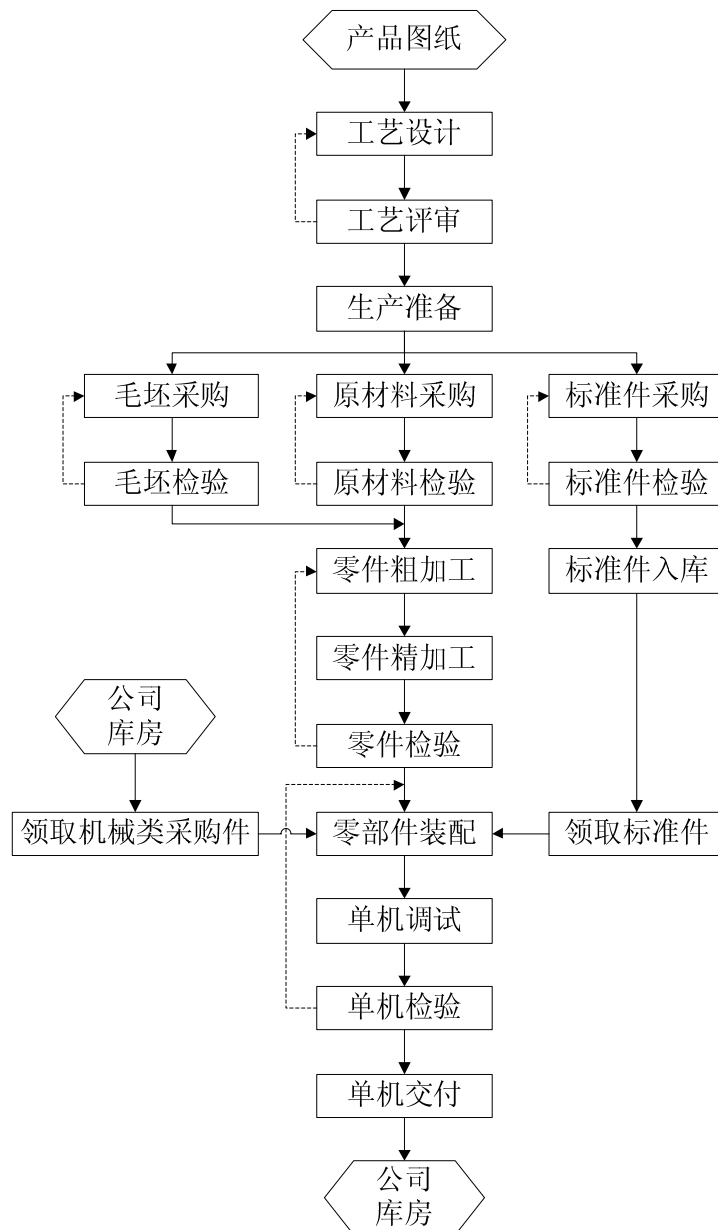 产品图纸
工艺设计
工艺评审
生产准备
毛坯采购
原材料采购
标准件采购
毛坯检验
原材料检验
标准件检验
零件粗加工
标准件入库
零件精加工
公司
库房
零件检验
领取机械类采购件
零部件装配
领取标准件
单机调试
单机检验
单机交付
公司
库房